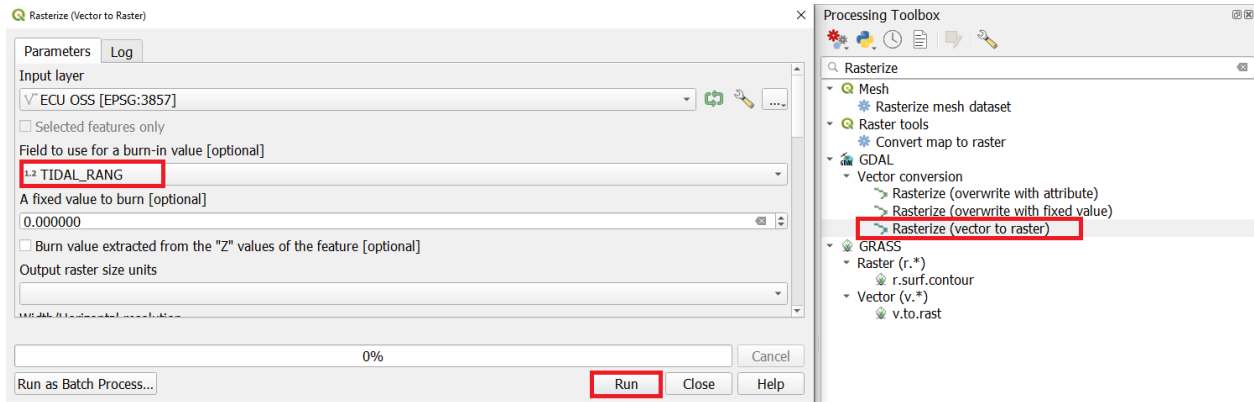 Rasterize (Vector to Raster)
Parameters
Log
Input layer
ECU OSS [EPSG:3857]
...
Selected features only
Field to use for a burn-in value [optional]
1.2 TIDAL_RANG
A fixed value to burn [optional]
0.000000
Burn value extracted from the "Z" values of the feature [optional]
Output raster size units
Width/Horizontal resolution
0%
Cancel
Run as Batch Process...
Run
Close
Help
Processing Toolbox
Rasterize
Mesh
Rasterize mesh dataset
Raster tools
Convert map to raster
GDAL
Vector conversion
Rasterize (overwrite with attribute)
Rasterize (overwrite with fixed value)
Rasterize (vector to raster)
GRASS
Raster (r.*)
r.surf.contour
Vector (v.*)
v.to.rast